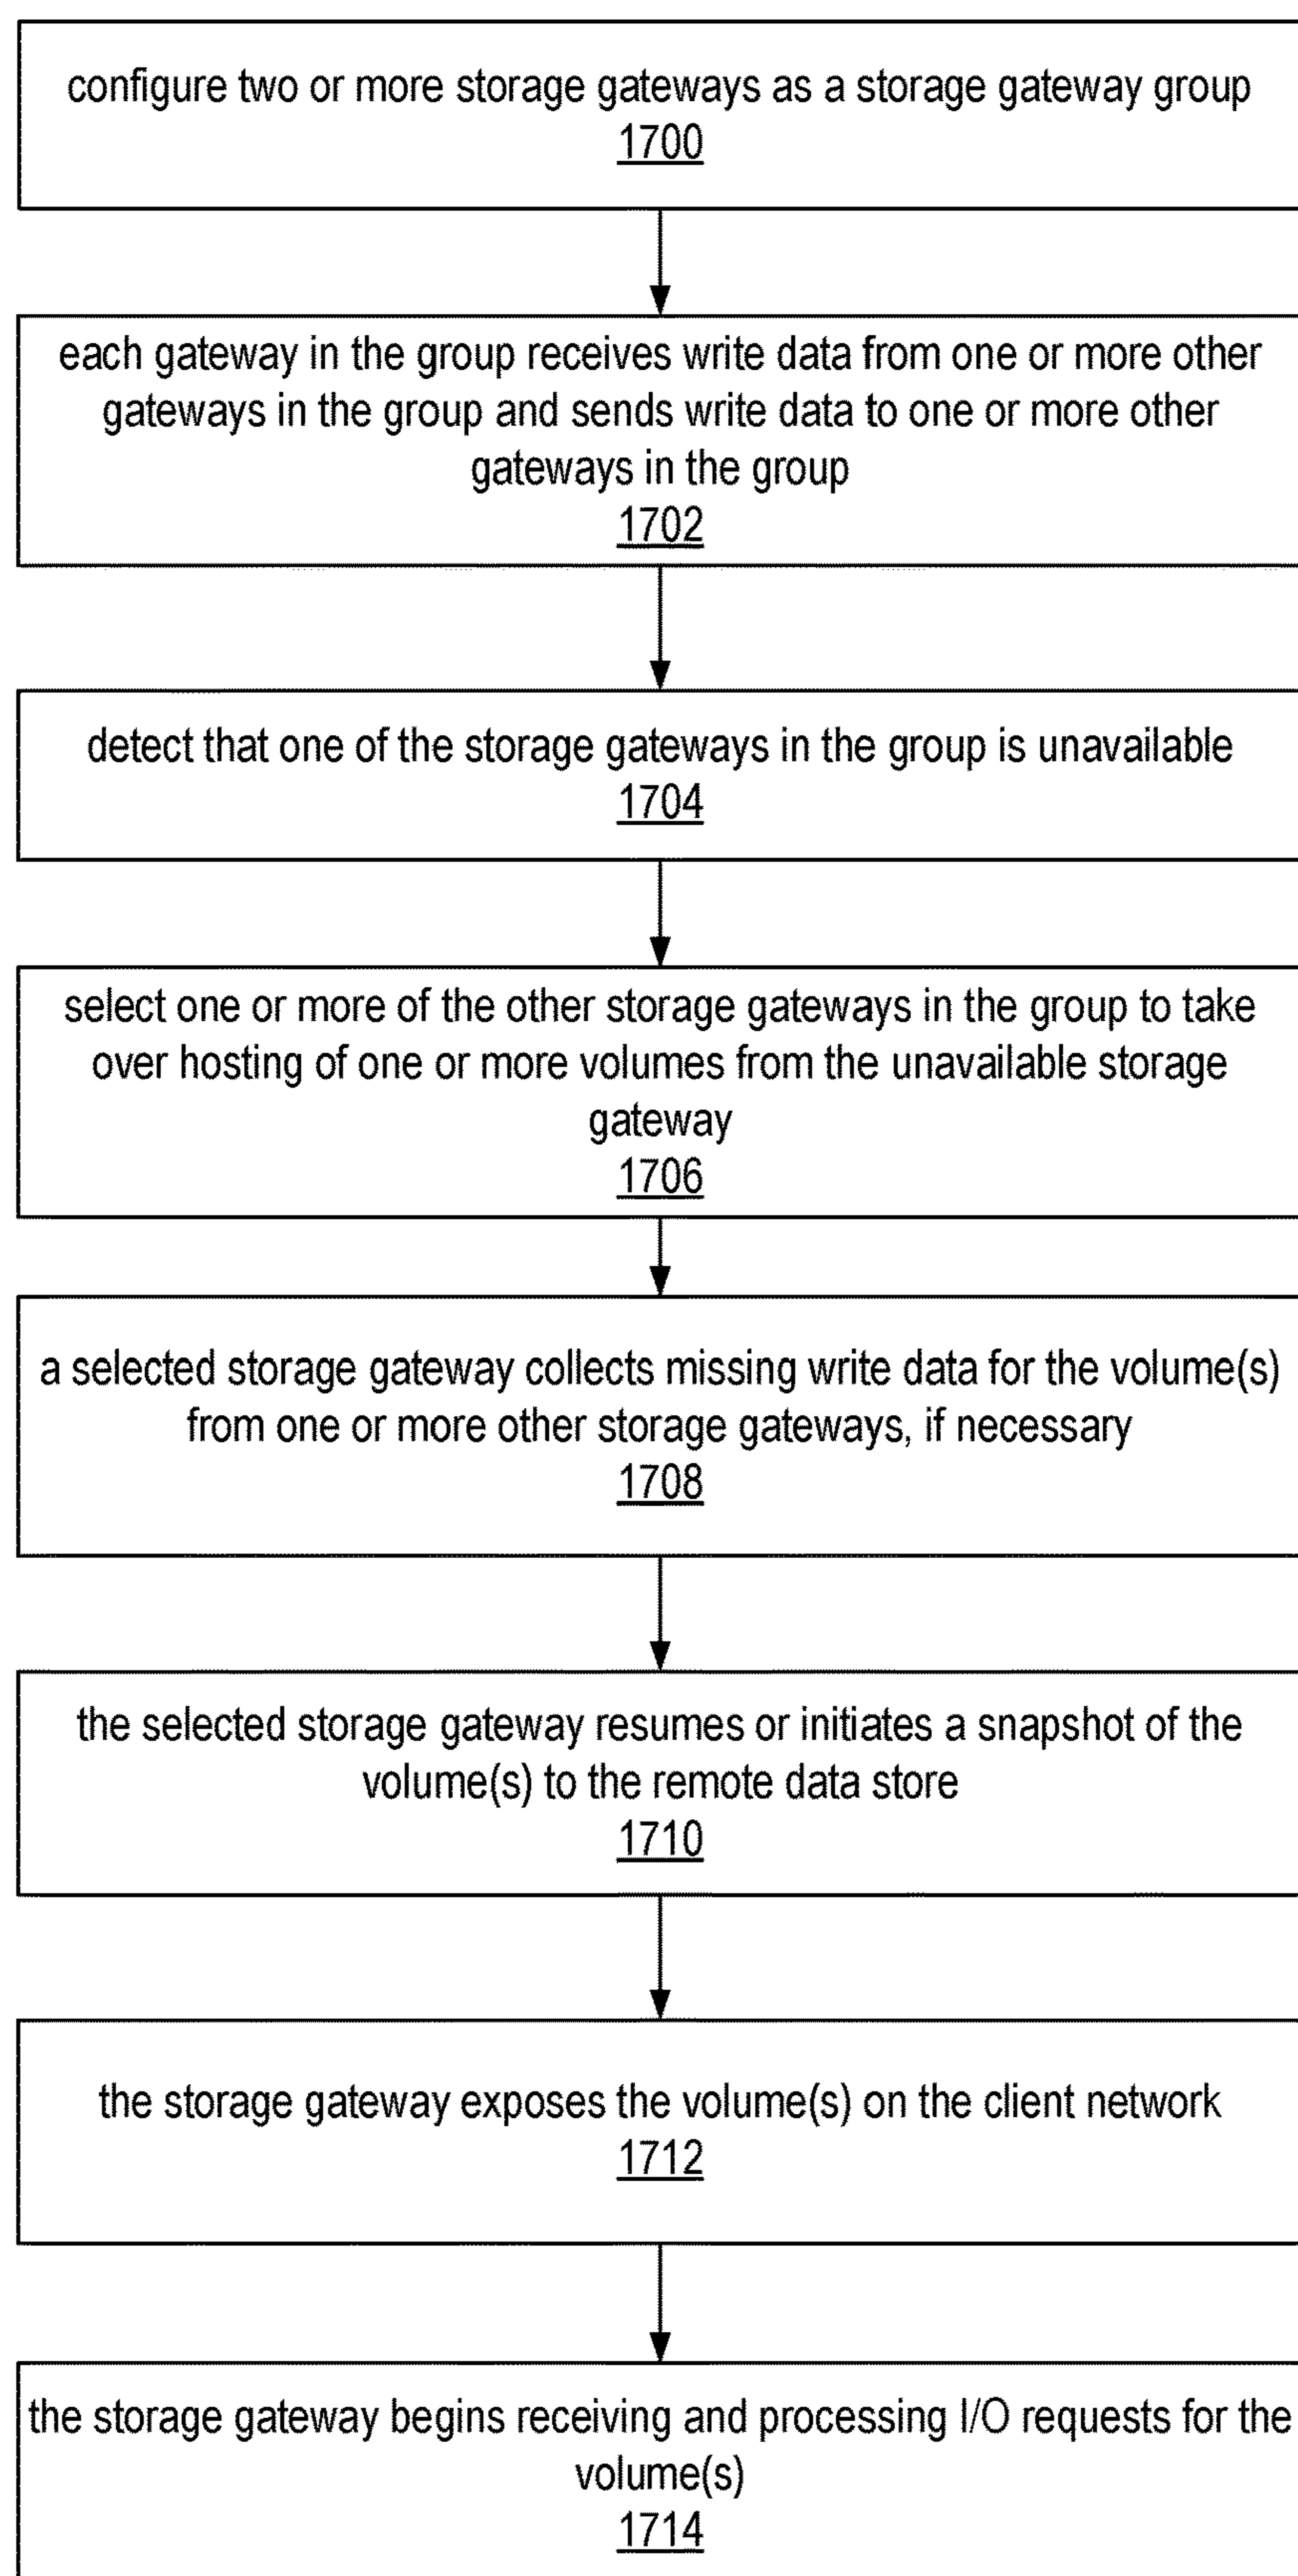 configure two or more storage gateways as a storage gateway group
1700
each gateway in the group receives write data from one or more other
gateways in the group and sends write data to one or more other
gateways in the group
1702
detect that one of the storage gateways in the group is unavailable
1704
select one or more of the other storage gateways in the group to take
over hosting of one or more volumes from the unavailable storage
gateway
1706
a selected storage gateway collects missing write data for the volume(s)
from one or more other storage gateways, if necessary
1708
the selected storage gateway resumes or initiates a snapshot of the
volume(s) to the remote data store
1710
the storage gateway exposes the volume(s) on the client network
1712
the storage gateway begins receiving and processing I/O requests for the
volume(s)
1714